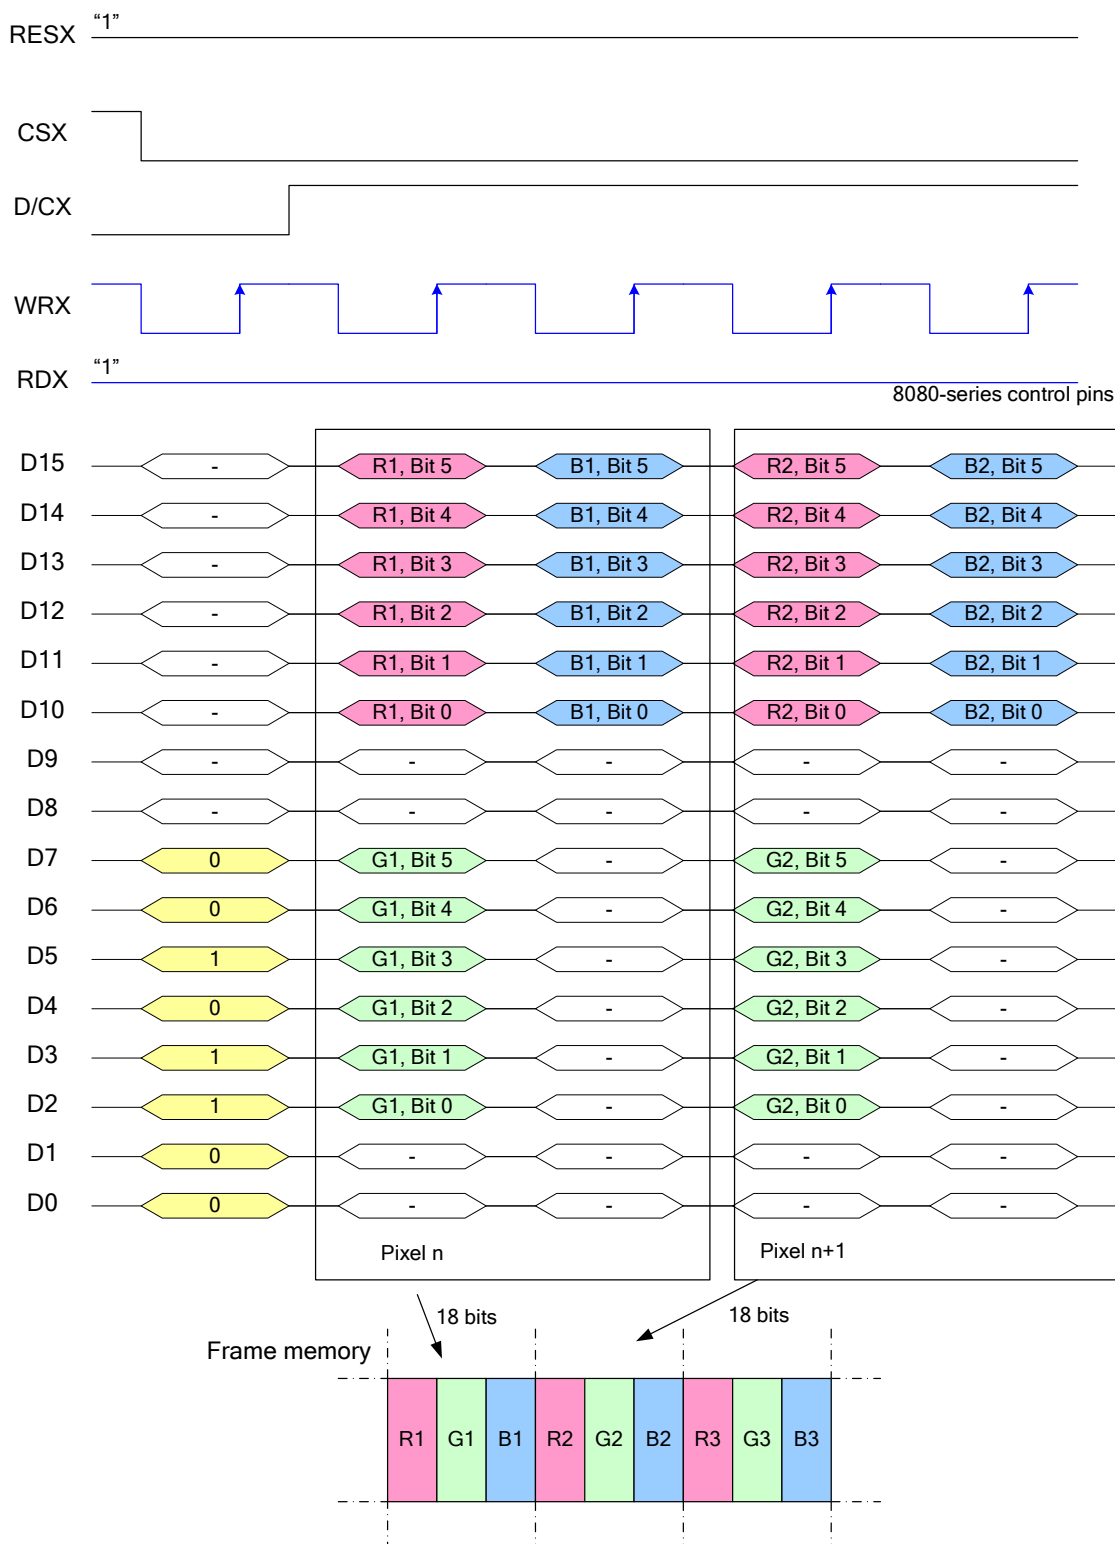 RESX “1”
CSX
D/CX
WRX
RDX “1”
8080-series control pins
D15 - R1, Bit 5 B1, Bit 5 R2, Bit 5 B2, Bit 5
D14 - R1, Bit 4 B1, Bit 4 R2, Bit 4 B2, Bit 4
D13 - R1, Bit 3 B1, Bit 3 R2, Bit 3 B2, Bit 3
D12 - R1, Bit 2 B1, Bit 2 R2, Bit 2 B2, Bit 2
D11 - R1, Bit 1 B1, Bit 1 R2, Bit 1 B2, Bit 1
D10 - R1, Bit 0 B1, Bit 0 R2, Bit 0 B2, Bit 0
D9 - - - - -
D8 - - - - -
D7 0 G1, Bit 5 - G2, Bit 5 -
D6 0 G1, Bit 4 - G2, Bit 4 -
D5 1 G1, Bit 3 - G2, Bit 3 -
D4 0 G1, Bit 2 - G2, Bit 2 -
D3 1 G1, Bit 1 - G2, Bit 1 -
D2 1 G1, Bit 0 - G2, Bit 0 -
D1 0 - - - -
D0 0 - - - -
Pixel n Pixel n+1
18 bits 18 bits
Frame memory
R1 G1 B1 R2 G2 B2 R3 G3 B3